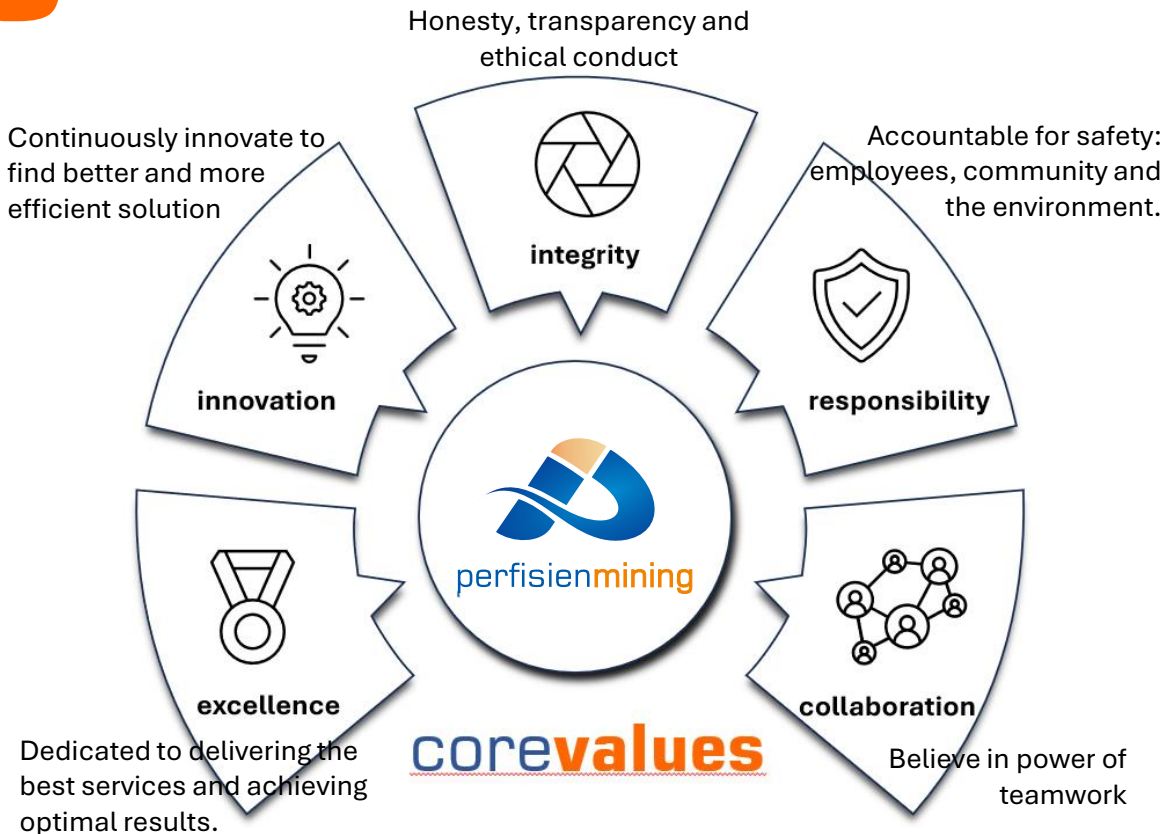 Honesty, transparency and
ethical conduct
integrity
Continuously innovate to
find better and more
efficient solution
innovation
Accountable for safety:
employees, community and
the environment.
responsibility
perfisienmining
excellence
Dedicated to delivering the
best services and achieving
optimal results.
collaboration
Believe in power of
teamwork
corevalues